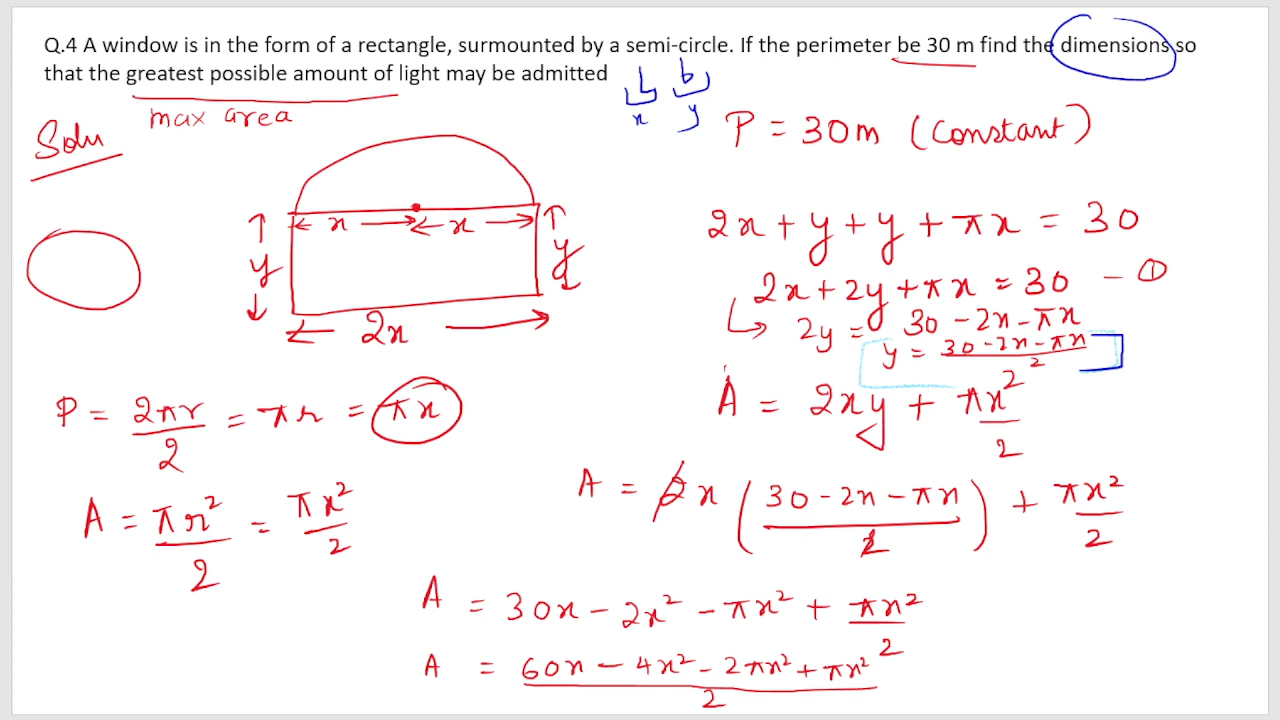 Q.4 A window is in the form of a rectangle, surmounted by a semi-circle. If the perimeter be 30 m find the dimensions so
that the greatest possible amount of light may be admitted
L b
x y
max area
Soln
P = 30m (Constant)
x x
y y
2x
2x + y + y + πx = 30
2x + 2y + πx = 30 - ①
2y = 30 - 2x - πx
y = 30 - 2x - πx / 2
A = 2xy + πx² / 2
P = 2πr / 2 = πr = πx
A = πr² / 2 = πx² / 2
A = 2x ( 30 - 2x - πx / 2 ) + πx² / 2
A = 30x - 2x² - πx² + πx² / 2
A = 60x - 4x² - 2πx² + πx² / 2